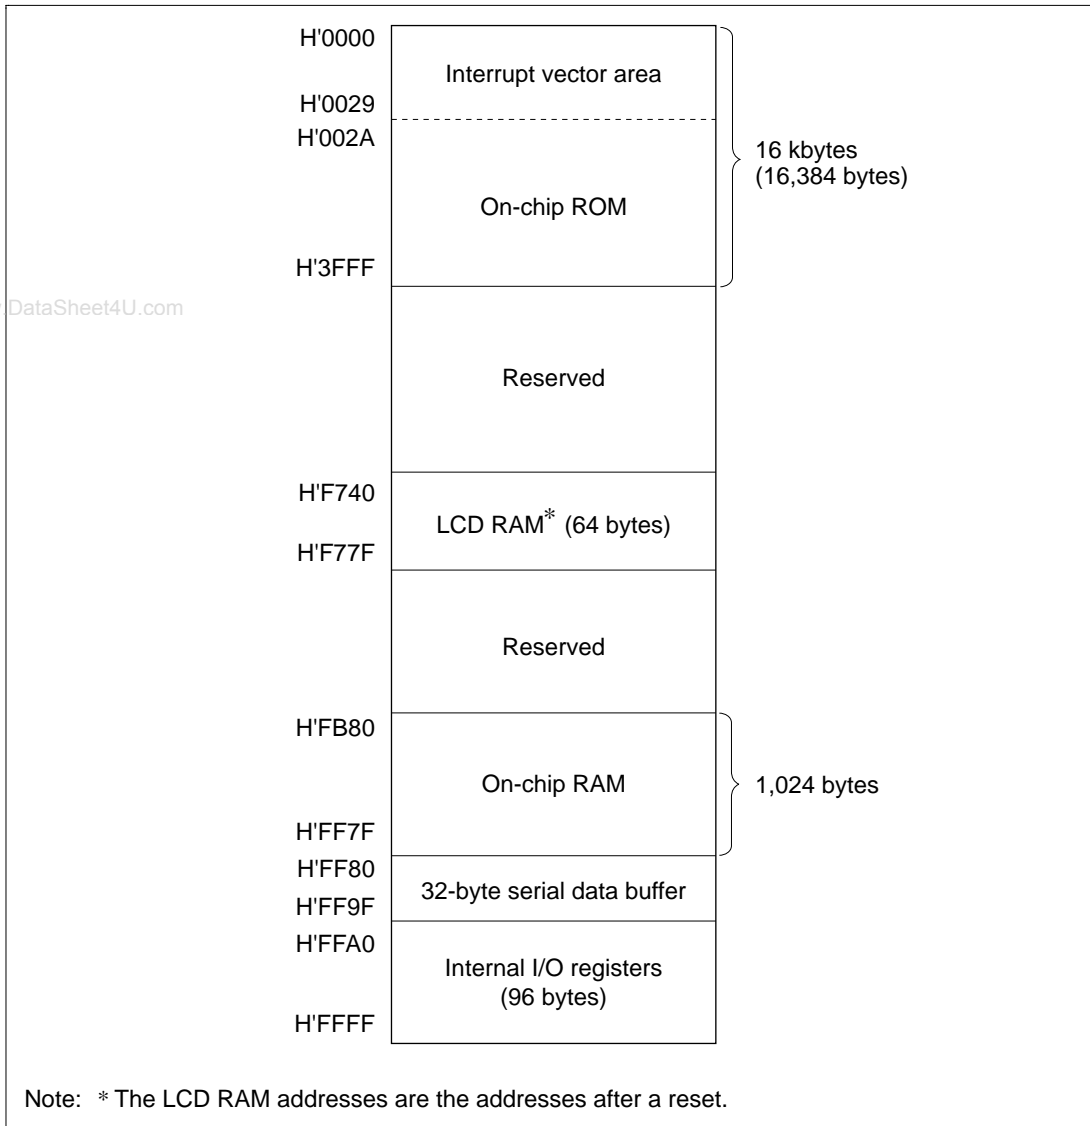 H'0000
Interrupt vector area
H'0029
H'002A
16 kbytes
(16,384 bytes)
On-chip ROM
H'3FFF
.DataSheet4U.com
Reserved
H'F740
LCD RAM* (64 bytes)
H'F77F
Reserved
H'FB80
On-chip RAM
1,024 bytes
H'FF7F
H'FF80
32-byte serial data buffer
H'FF9F
H'FFA0
Internal I/O registers
(96 bytes)
H'FFFF
Note: * The LCD RAM addresses are the addresses after a reset.